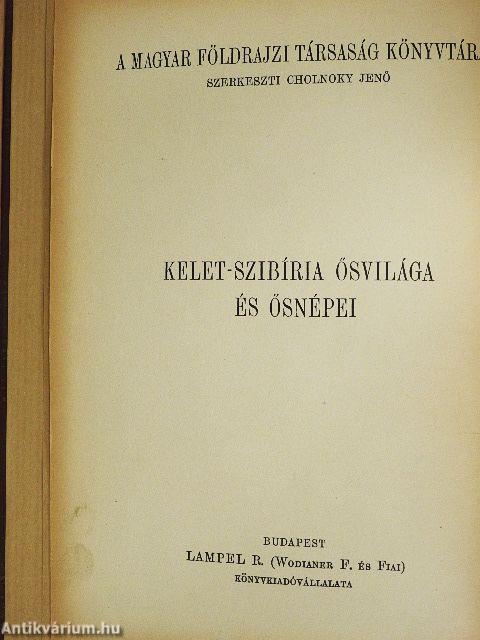 A MAGYAR FÖLDRAJZI TÁRSASÁG KÖNYVTÁRA
SZERKESZTI CHOLNOKY JENŐ
KELET-SZIBÍRIA ŐSVILÁGA
ÉS ŐSNÉPEI
BUDAPEST
LAMPEL R. (WODIANER F. ÉS FIAI)
KÖNYVKIADÓVÁLLALATA
Antikvárium.hu